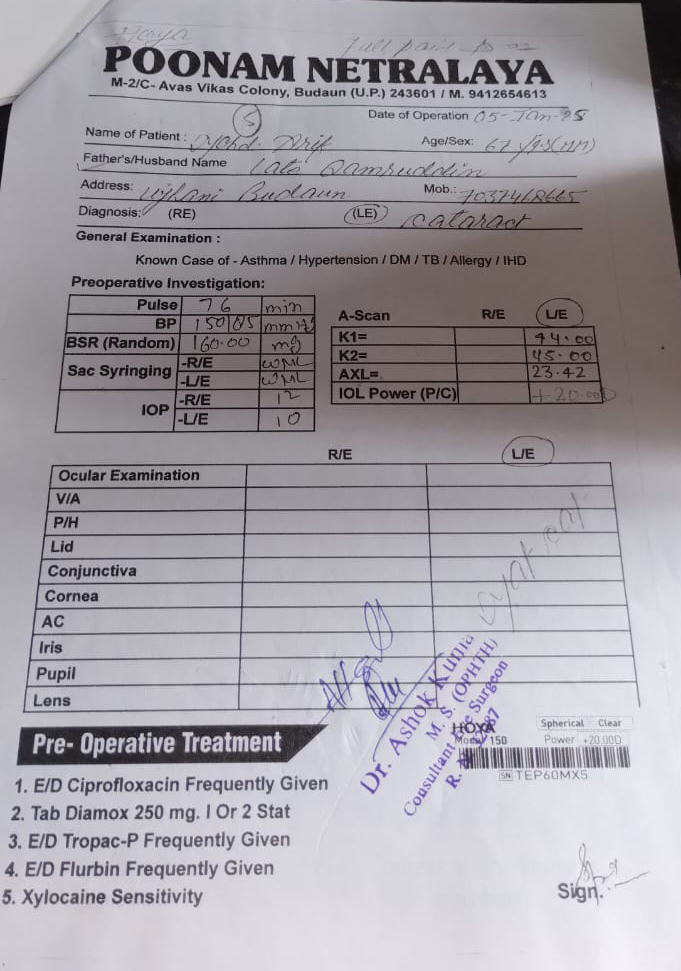 Hoya Full paid
POONAM NETRALAYA
M-2/C- Avas Vikas Colony, Budaun (U.P.) 243601 / M. 9412654613
5 Date of Operation 05-Jan-25
Name of Patient : Mohd. Arif Age/Sex: 67 y/
Father's/Husband Name Late Qamruddin
Address: Ujhani Budaun Mob.:
Diagnosis: (RE) (LE) Cataract
General Examination :
Known Case of - Asthma / Hypertension / DM / TB / Allergy / IHD
Preoperative Investigation:
Pulse 76 min
BP 150/85 mmHg
BSR (Random) 160.00 mg
Sac Syringing -R/E WNL
-L/E WNL
IOP -R/E 12
-L/E 10
A-Scan R/E L/E
K1= 44.00
K2= 45.00
AXL= 23.42
IOL Power (P/C) +20.00D
R/E L/E
Ocular Examination
V/A
P/H
Lid
Conjunctiva
Cornea
AC
Iris
Pupil
Lens
Dr. Ashok Kumar
M. S. (OPHTH)
Consultant Eye Surgeon
HOYA
Model 150
Spherical Clear
Power +20.00D
SN TEP60MX5
Pre- Operative Treatment
1. E/D Ciprofloxacin Frequently Given
2. Tab Diamox 250 mg. I Or 2 Stat
3. E/D Tropac-P Frequently Given
4. E/D Flurbin Frequently Given
5. Xylocaine Sensitivity
Sign.